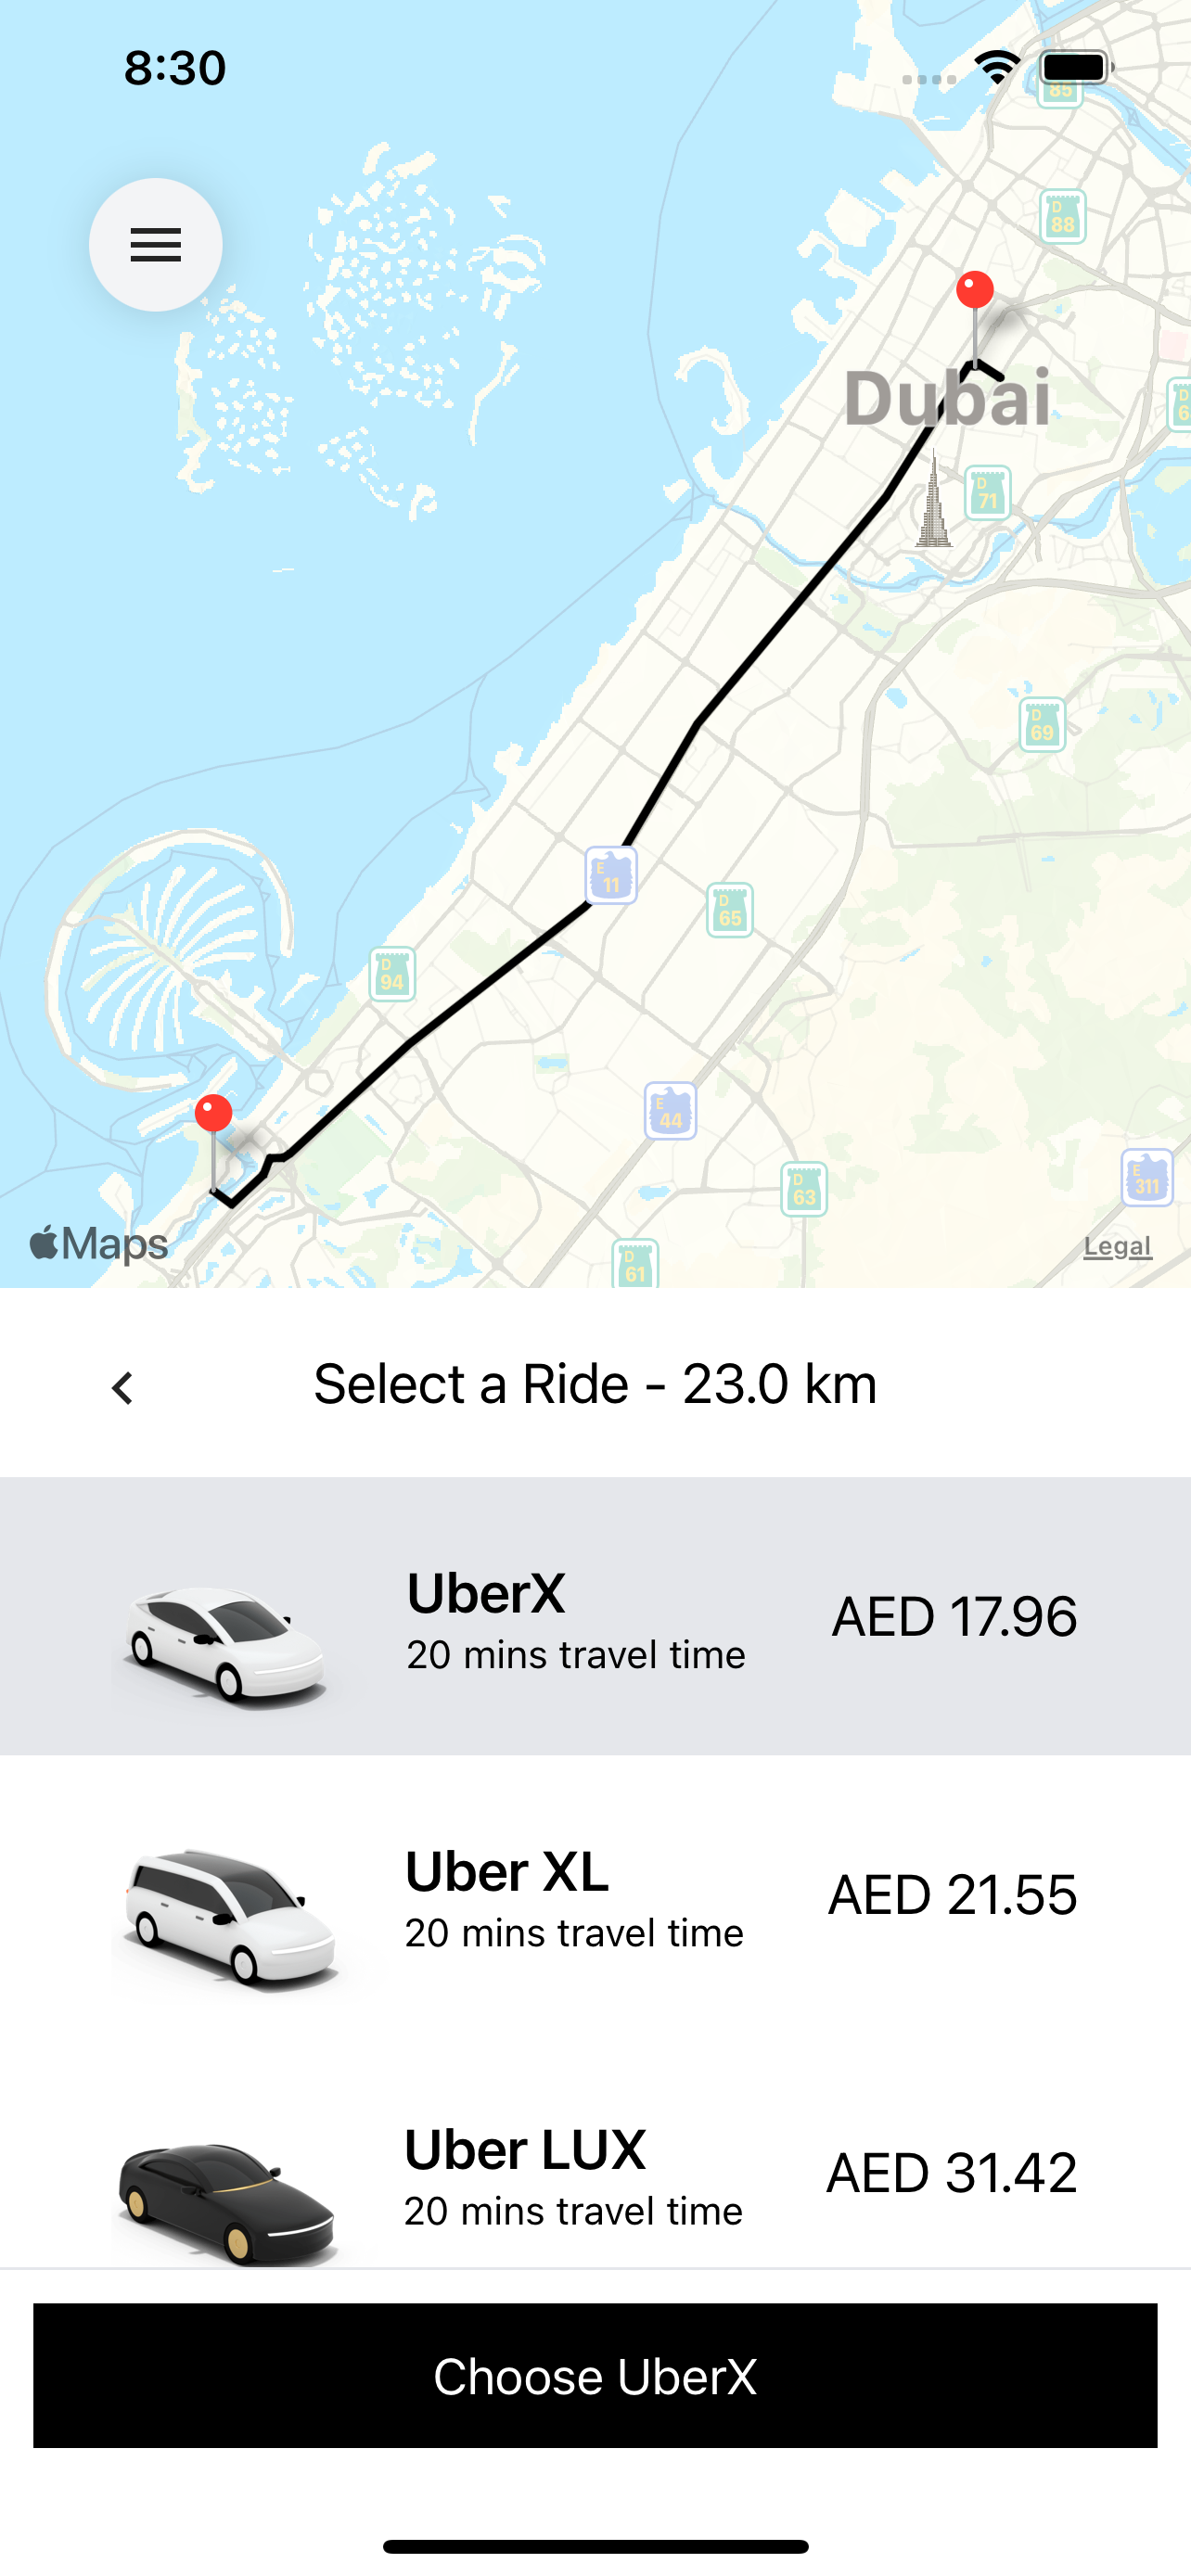 8:30
85
D
88
Dubai
D
6
D
71
D
69
E
11
D
65
D
94
E
44
D
63
E
311
D
61
Maps
Legal
Select a Ride - 23.0 km
UberX
20 mins travel time
AED 17.96
Uber XL
20 mins travel time
AED 21.55
Uber LUX
20 mins travel time
AED 31.42
Choose UberX